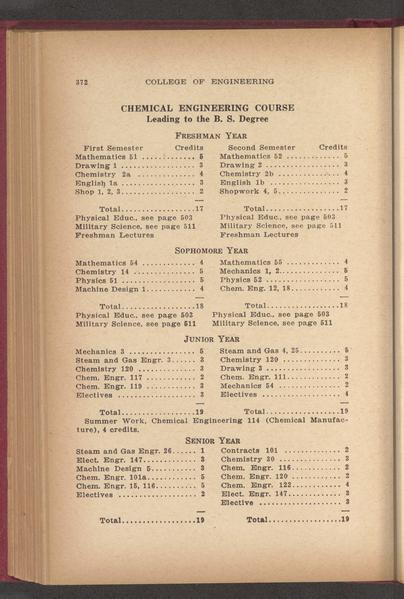 372 COLLEGE OF ENGINEERING
CHEMICAL ENGINEERING COURSE
Leading to the B. S. Degree
FRESHMAN YEAR
First Semester Credits Second Semester Credits
Mathematics 51 ........... 5 Mathematics 52 ............. 5
Drawing 1 ................ 3 Drawing 2 ................. 3
Chemistry 2a ............. 4 Chemistry 2b .............. 4
English 1a ............... 3 English 1b ................ 3
Shop 1, 2, 3.............. 2 Shopwork 4, 5.............. 2
Total...............17 Total...............17
Physical Educ., see page 503 Physical Educ., see page 503
Military Science, see page 511 Military Science, see page 511
Freshman Lectures Freshman Lectures
SOPHOMORE YEAR
Mathematics 54 ........... 4 Mathematics 55 ............ 4
Chemistry 14 ............. 5 Mechanics 1, 2............. 5
Physics 51 ............... 5 Physics 52 ................ 5
Machine Design 1.......... 4 Chem. Eng. 12, 18.......... 4
Total...............18 Total...............18
Physical Educ., see page 503 Physical Educ., see page 503
Military Science, see page 511 Military Science, see page 511
JUNIOR YEAR
Mechanics 3 .............. 5 Steam and Gas 4, 25......... 5
Steam and Gas Engr. 3..... 3 Chemistry 120 ............. 3
Chemistry 120 ............ 3 Drawing 3 ................. 3
Chem. Engr. 117 .......... 2 Chem. Engr. 111............ 2
Chem. Engr. 119 .......... 3 Mechanics 54 .............. 2
Electives ................ 3 Electives ................. 4
Total...............19 Total...............19
Summer Work, Chemical Engineering 114 (Chemical Manufac-
ture), 4 credits.
SENIOR YEAR
Steam and Gas Engr. 26...... 1 Contracts 101 ............. 2
Elect. Engr. 147........... 3 Chemistry 30 .............. 3
Machine Design 5........... 3 Chem. Engr. 116............ 2
Chem. Engr. 101a........... 5 Chem. Engr. 120 ........... 2
Chem. Engr. 15, 116........ 5 Chem. Engr. 122............ 4
Electives ................ 2 Elect. Engr. 147........... 3
Elective .................. 3
Total.................19 Total.................19